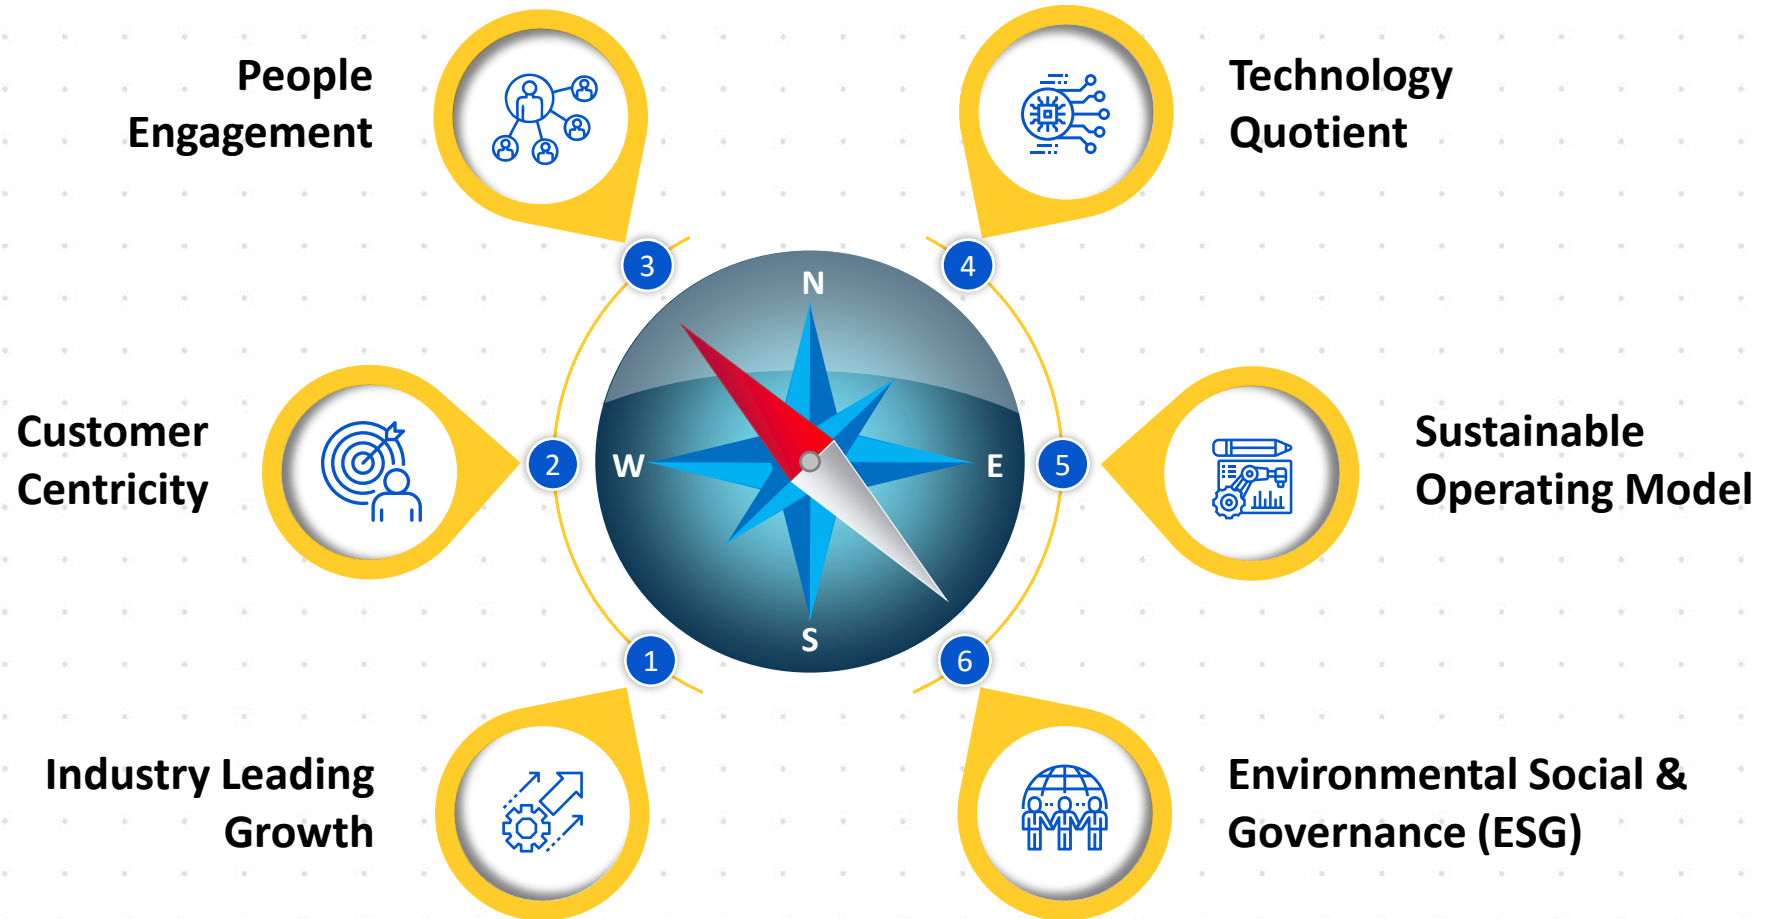 People
Engagement
Technology
Quotient
3
4
N
Customer
Centricity
2
W
E
5
Sustainable
Operating Model
S
1
6
Industry Leading
Growth
Environmental Social &
Governance (ESG)